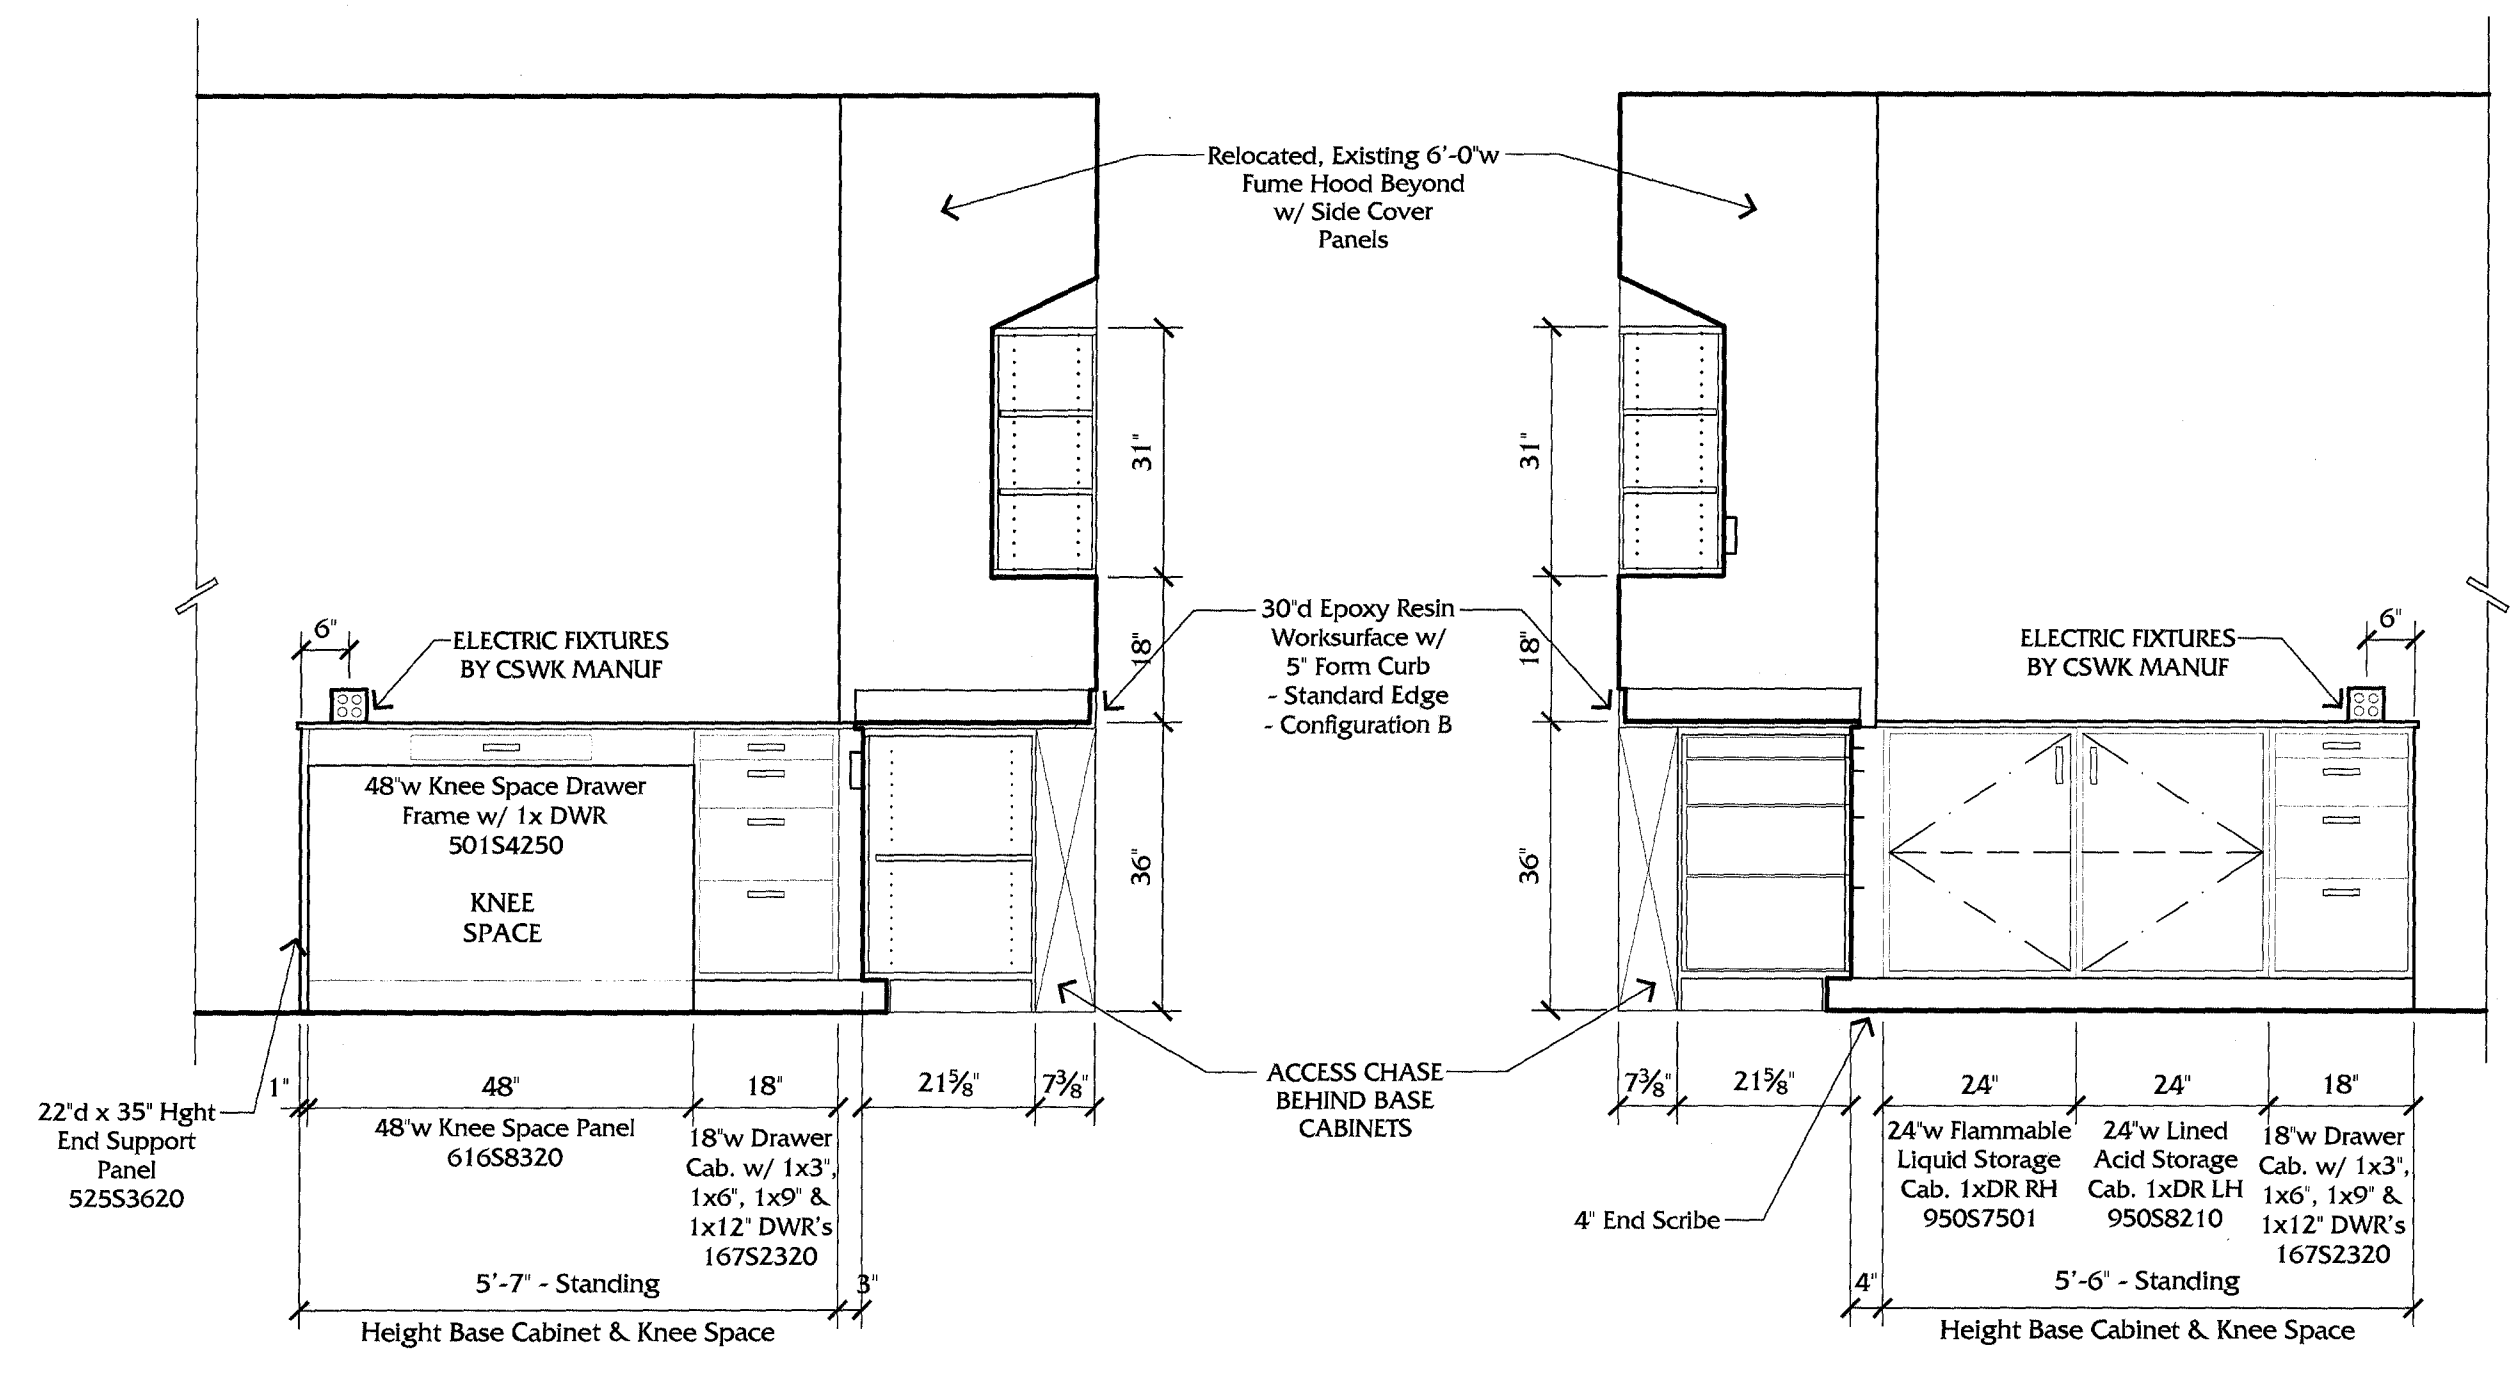 Relocated, Existing 6'-0"w
Fume Hood Beyond
w/ Side Cover
Panels
31"
31"
18"
18"
36"
36"
6"
ELECTRIC FIXTURES
BY CSWK MANUF
30"d Epoxy Resin
Worksurface w/
5" Form Curb
- Standard Edge
- Configuration B
ELECTRIC FIXTURES
BY CSWK MANUF
6"
48"w Knee Space Drawer
Frame w/ 1x DWR
501S4250
KNEE
SPACE
ACCESS CHASE
BEHIND BASE
CABINETS
22"d x 35" Hght
End Support
Panel
525S3620
1"
48"
18"
21⅝"
7⅜"
48"w Knee Space Panel
616S8320
18"w Drawer
Cab. w/ 1x3",
1x6", 1x9" &
1x12" DWR's
167S2320
5'-7" - Standing
3"
Height Base Cabinet & Knee Space
7⅜"
21⅝"
24"
24"
18"
4" End Scribe
24"w Flammable
Liquid Storage
Cab. 1xDR RH
950S7501
24"w Lined
Acid Storage
Cab. 1xDR LH
950S8210
18"w Drawer
Cab. w/ 1x3",
1x6", 1x9" &
1x12" DWR's
167S2320
4"
5'-6" - Standing
Height Base Cabinet & Knee Space